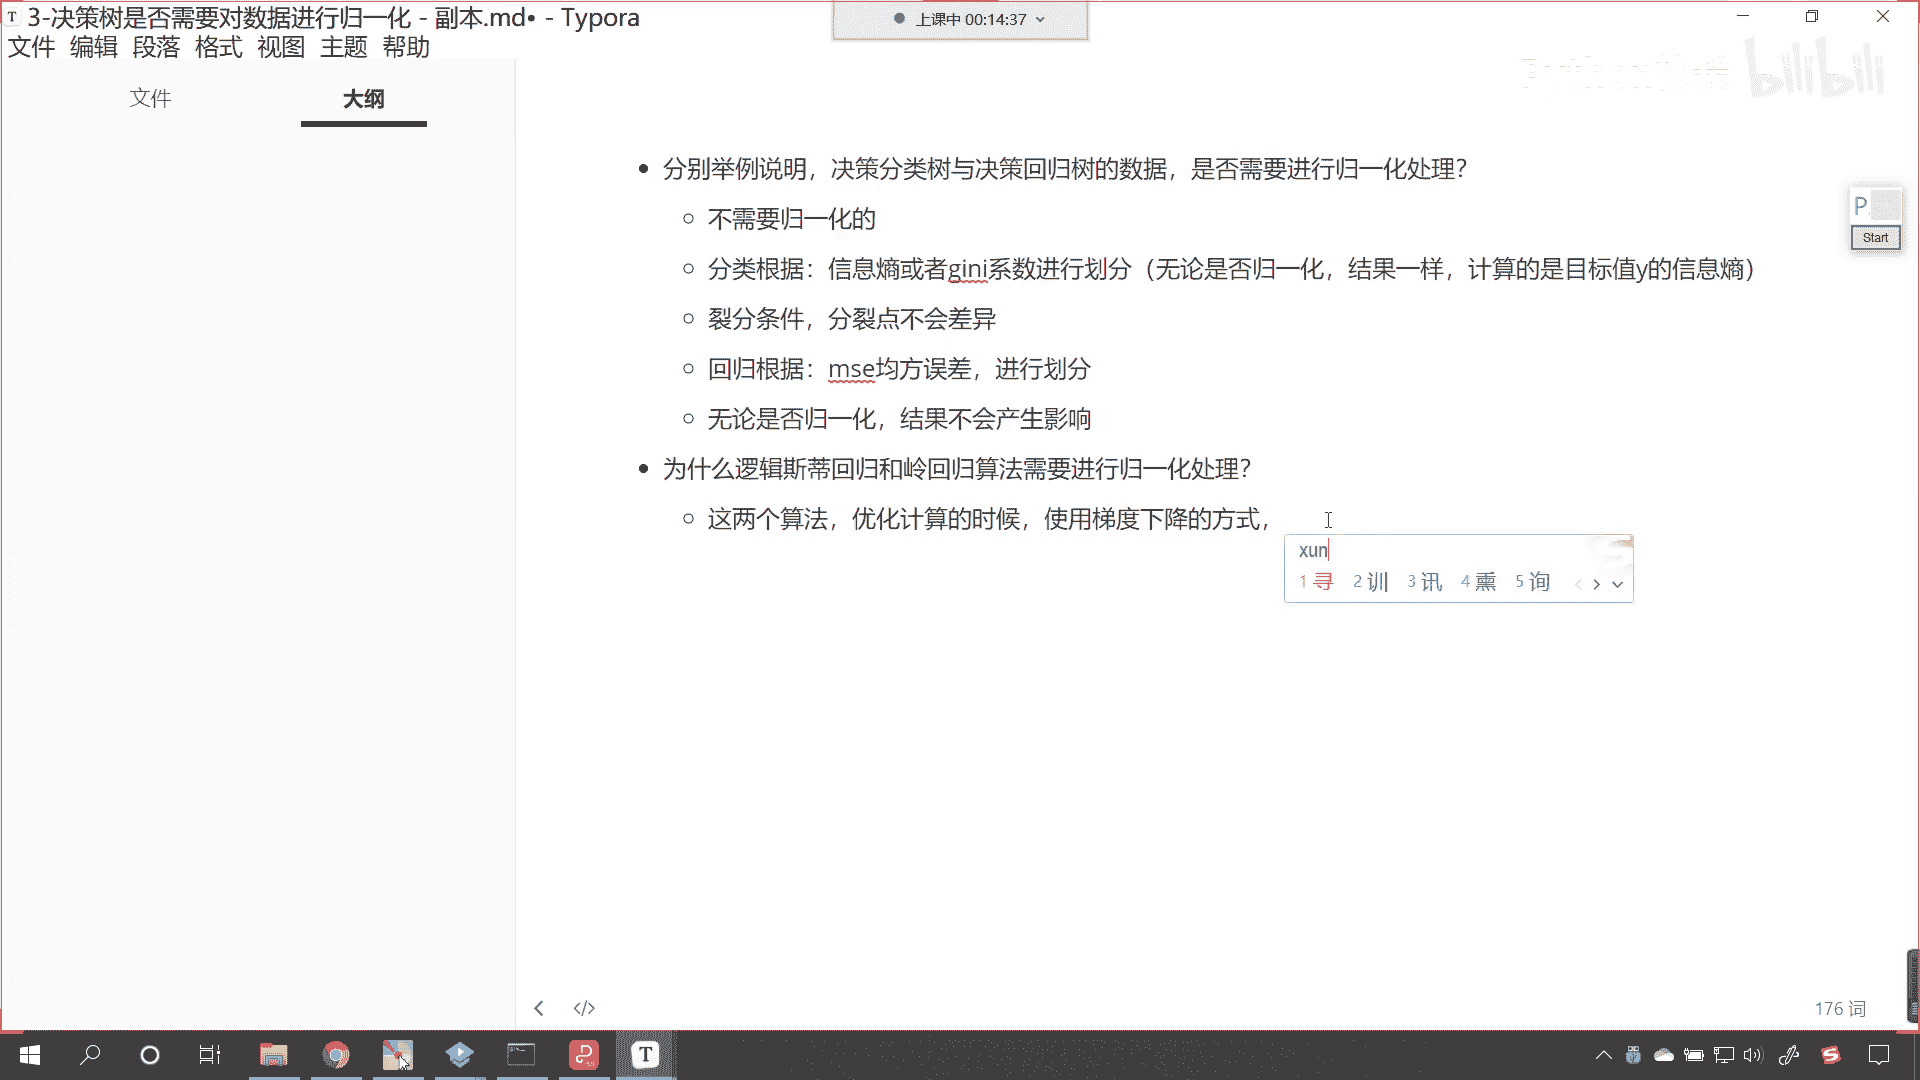 3-决策树是否需要对数据进行归一化 - 副本.md• - Typora
上课中 00:14:37
文件 编辑 段落 格式 视图 主题 帮助
文件 大纲
bilibili
分别举例说明，决策分类树与决策回归树的数据，是否需要进行归一化处理？
P.
不需要归一化的
Start
分类根据：信息熵或者gini系数进行划分（无论是否归一化，结果一样，计算的是目标值y的信息熵）
裂分条件，分裂点不会差异
回归根据：mse均方误差，进行划分
无论是否归一化，结果不会产生影响
为什么逻辑斯蒂回归和岭回归算法需要进行归一化处理？
这两个算法，优化计算的时候，使用梯度下降的方式，
xun
1 寻 2 训 3 讯 4 熏 5 询
</>
176 词